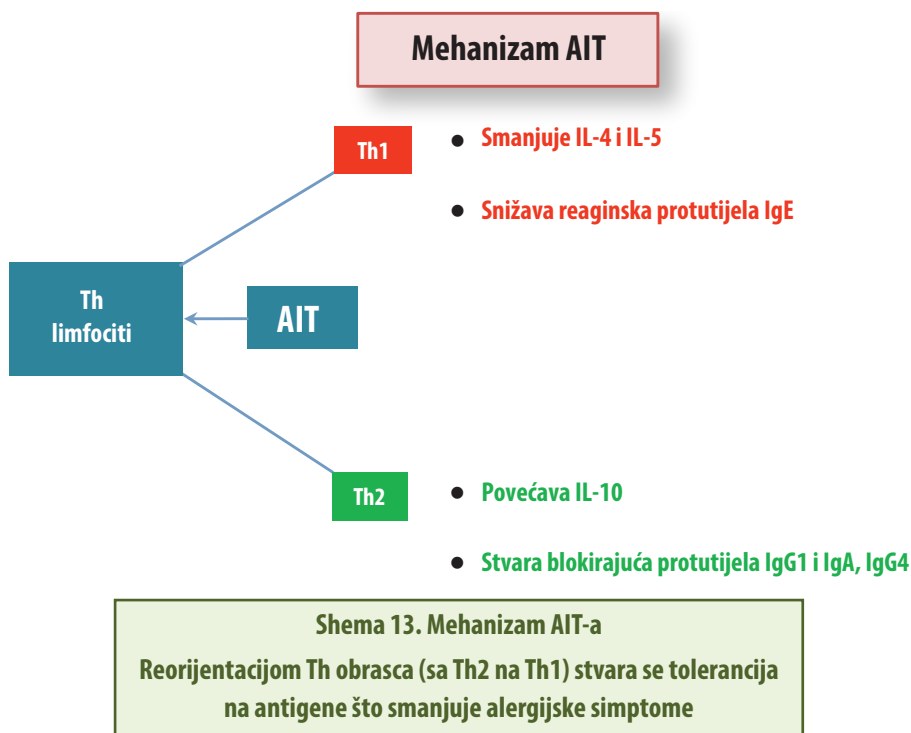 Mehanizam AIT
Th1
● Smanjuje IL-4 i IL-5
● Snižava reaginska protutijela IgE
Th
limfociti
AIT
Th2
● Povećava IL-10
● Stvara blokirajuća protutijela IgG1 i IgA, IgG4
Shema 13. Mehanizam AIT-a
Reorijentacijom Th obrasca (sa Th2 na Th1) stvara se tolerancija
na antigene što smanjuje alergijske simptome